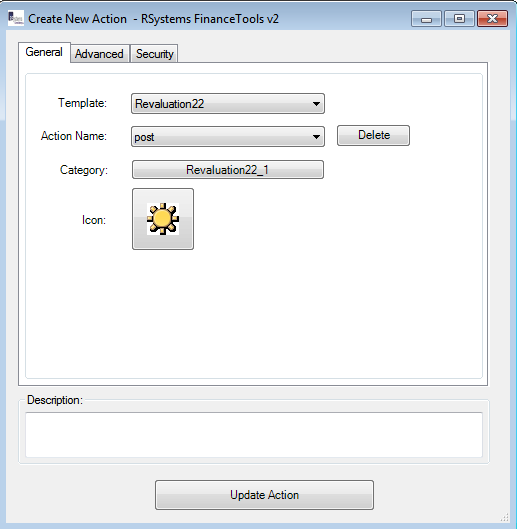 Create New Action - RSystems FinanceTools v2
General Advanced Security
Template: Revaluation22
Action Name: post Delete
Category: Revaluation22_1
Icon:
Description:
Update Action